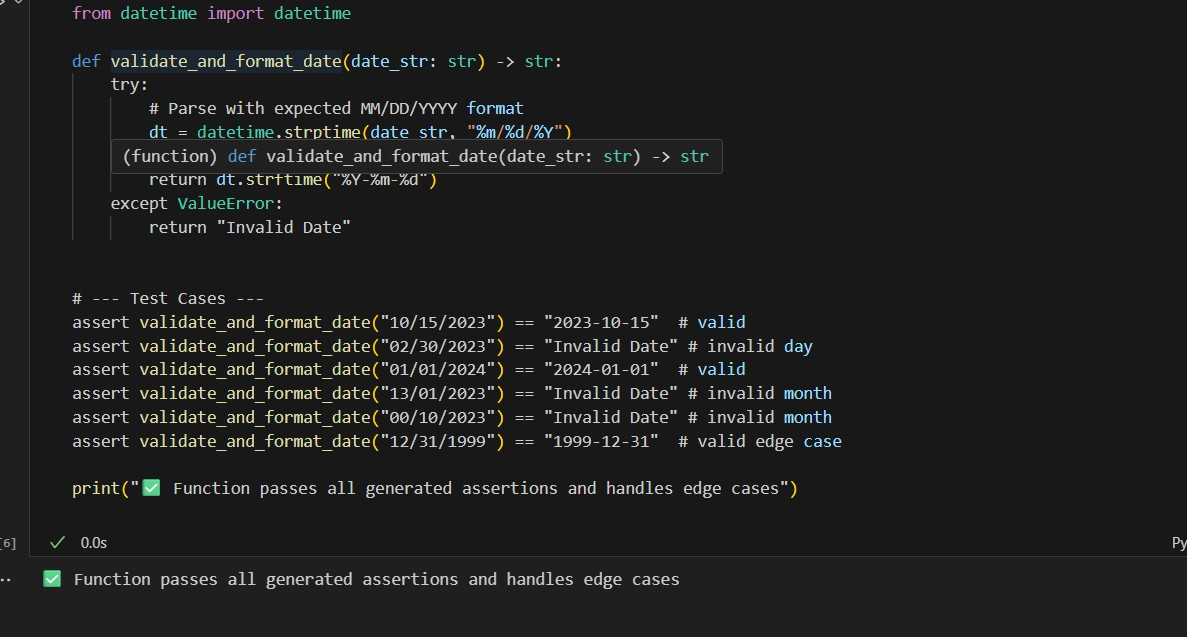 from datetime import datetime
def validate_and_format_date(date_str: str) -> str:
try:
# Parse with expected MM/DD/YYYY format
dt = datetime.strptime(date_str, "%m/%d/%Y")
(function) def validate_and_format_date(date_str: str) -> str
return dt.strftime("%Y-%m-%d")
except ValueError:
return "Invalid Date"
# --- Test Cases ---
assert validate_and_format_date("10/15/2023") == "2023-10-15"  # valid
assert validate_and_format_date("02/30/2023") == "Invalid Date" # invalid day
assert validate_and_format_date("01/01/2024") == "2024-01-01"  # valid
assert validate_and_format_date("13/01/2023") == "Invalid Date" # invalid month
assert validate_and_format_date("00/10/2023") == "Invalid Date" # invalid month
assert validate_and_format_date("12/31/1999") == "1999-12-31"  # valid edge case
print("✅ Function passes all generated assertions and handles edge cases")
[6] ✓ 0.0s Py
✅ Function passes all generated assertions and handles edge cases